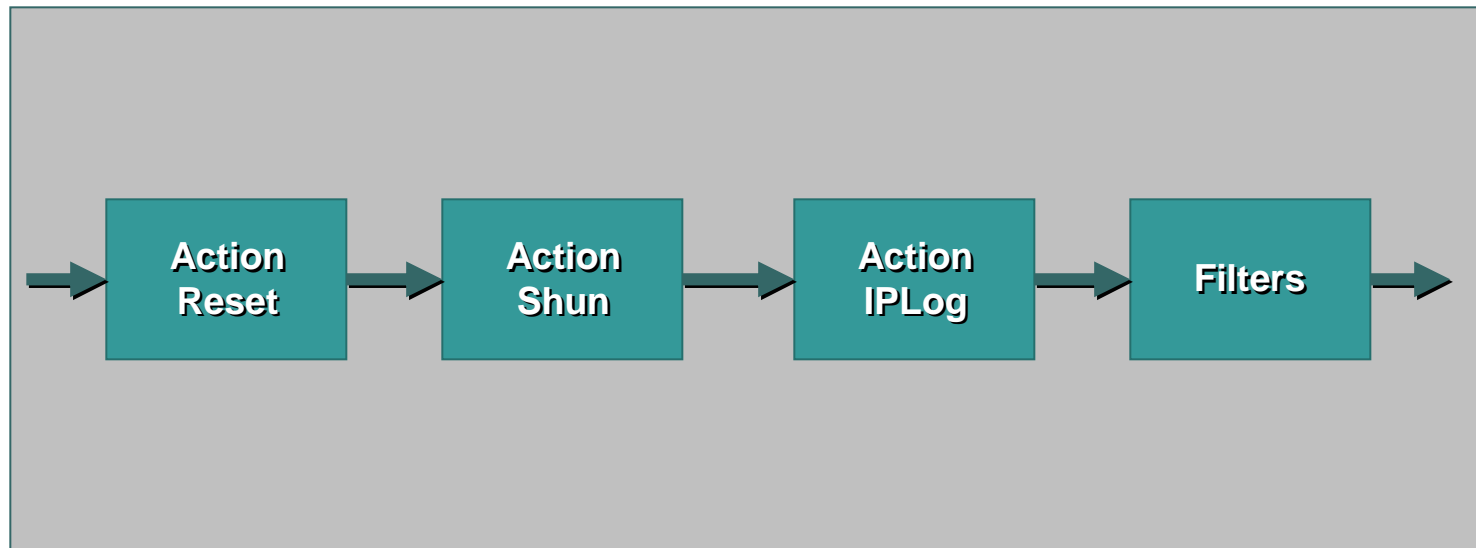 Action
Reset
Action
Shun
Action
IPLog
Filters